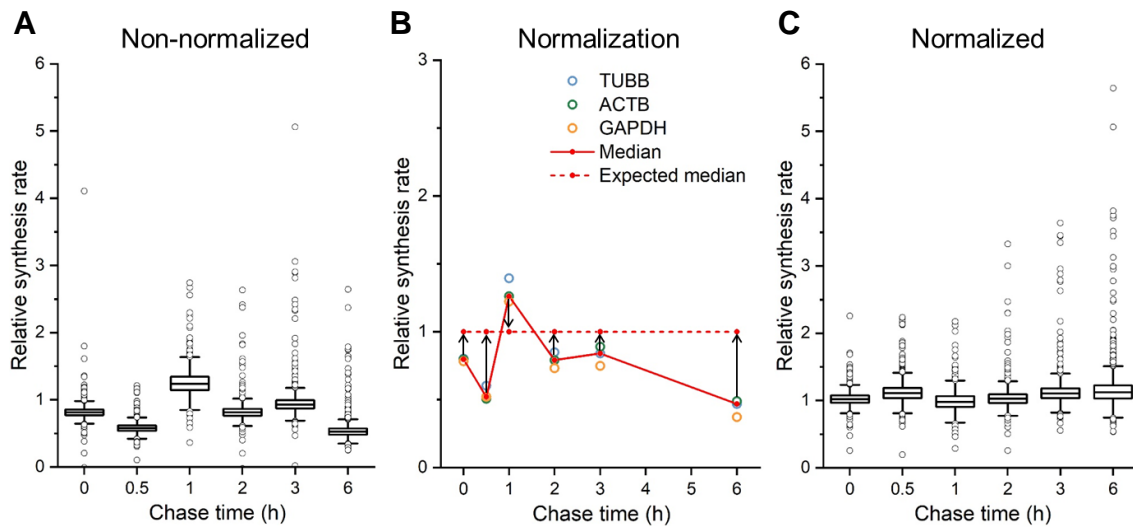 A
Non-normalized
Relative synthesis rate
6
5
4
3
2
1
0
0 0.5 1 2 3 6
Chase time (h)
B
Normalization
Relative synthesis rate
3
2
1
0
TUBB
ACTB
GAPDH
Median
Expected median
0 1 2 3 4 5 6
Chase time (h)
C
Normalized
Relative synthesis rate
6
5
4
3
2
1
0
0 0.5 1 2 3 6
Chase time (h)